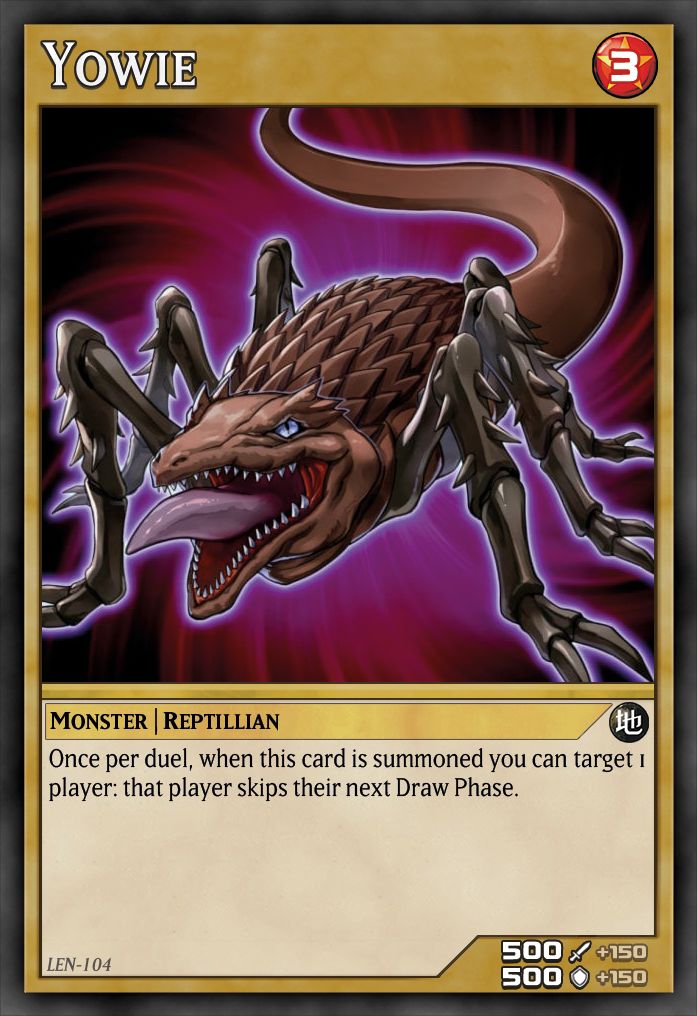 Yowie
3
Monster | Reptillian
Once per duel, when this card is summoned you can target 1
player: that player skips their next Draw Phase.
LEN-104
500 +150
500 +150